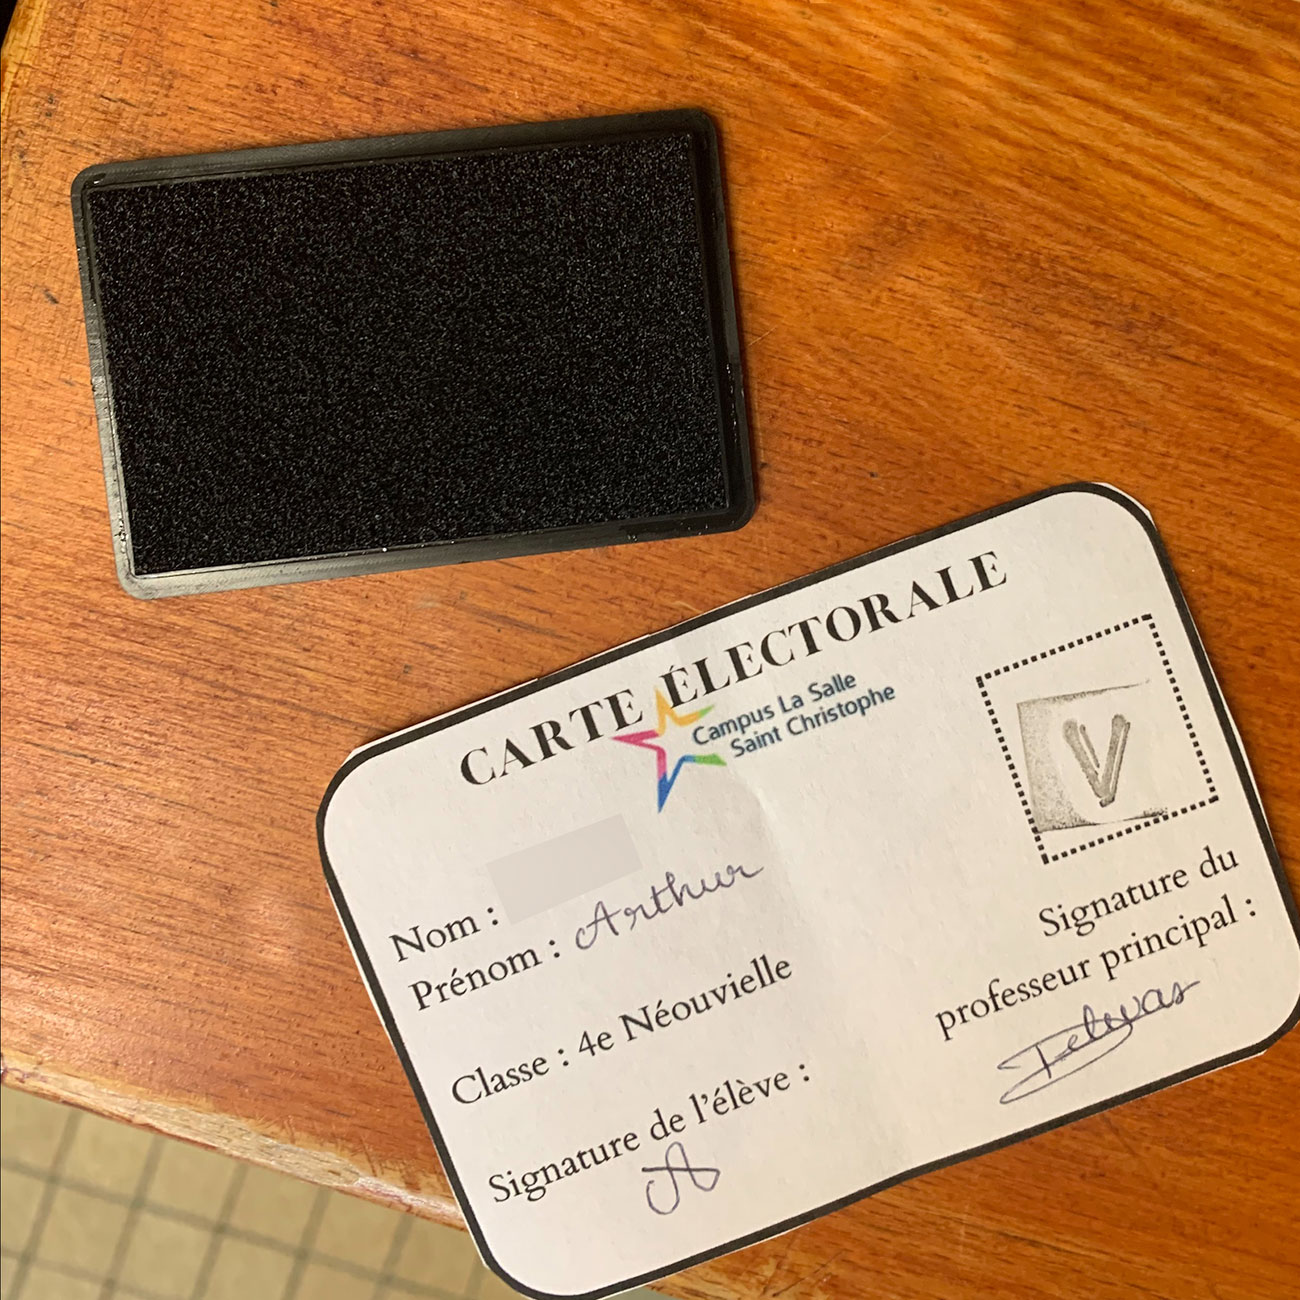 CARTE ÉLECTORALE
Campus La Salle
Saint Christophe
V
Nom :
Prénom : Arthur
Classe : 4e Néouvielle
Signature de l'élève :
A
Signature du
professeur principal :